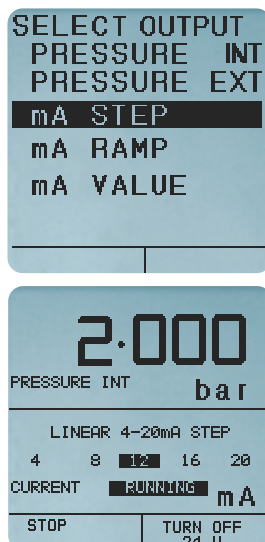 SELECT OUTPUT
PRESSURE INT
PRESSURE EXT
mA STEP
mA RAMP
mA VALUE
2.000
PRESSURE INT bar
LINEAR 4-20mA STEP
4 8 12 16 20
CURRENT RUNNING mA
STOP TURN OFF